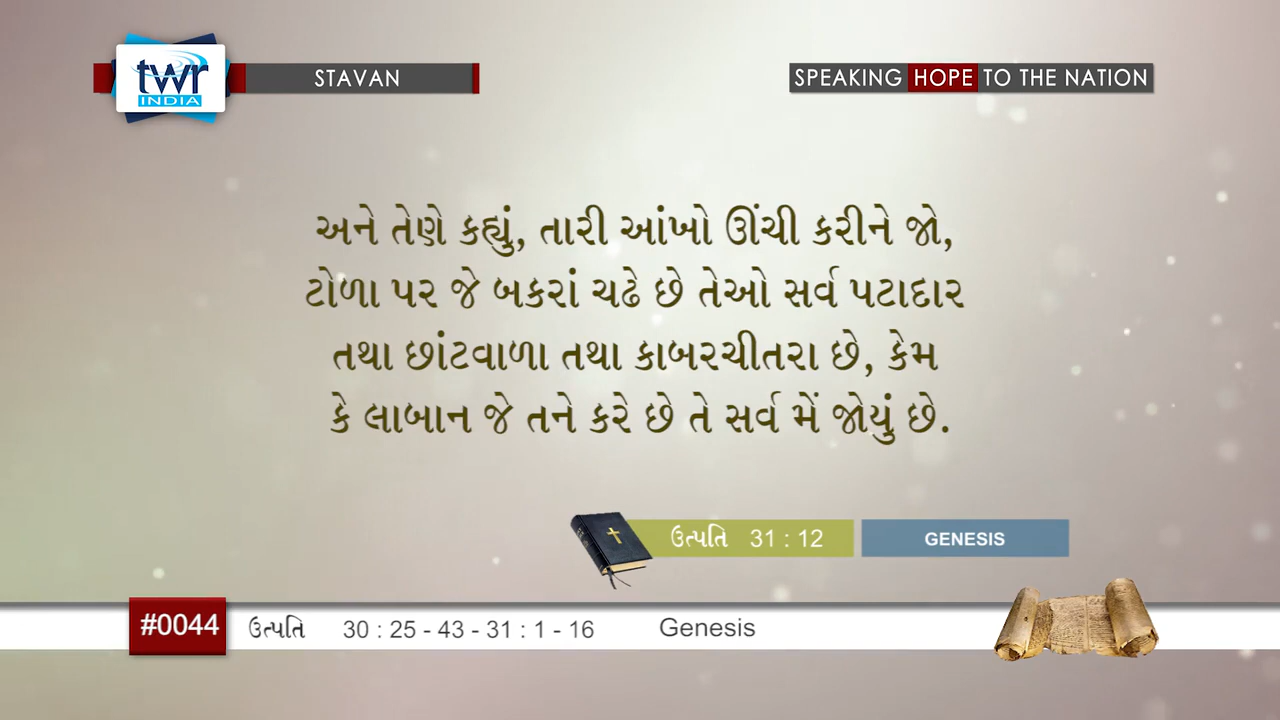 twr
INDIA
STAVAN
SPEAKING HOPE TO THE NATION
અને તેણે કહ્યું, તારી આંખો ઊંચી કરીને જો,
ટોળા પર જે બકરાં ચઢે છે તેઓ સર્વ પટાદાર
તથા છાંટવાળા તથા કાબરચીતરા છે, કેમ
કે લાબાન જે તને કરે છે તે સર્વ મેં જોયું છે.
ઉત્પતિ 31 : 12
GENESIS
#0044 ઉત્પતિ 30 : 25 - 43 - 31 : 1 - 16 Genesis